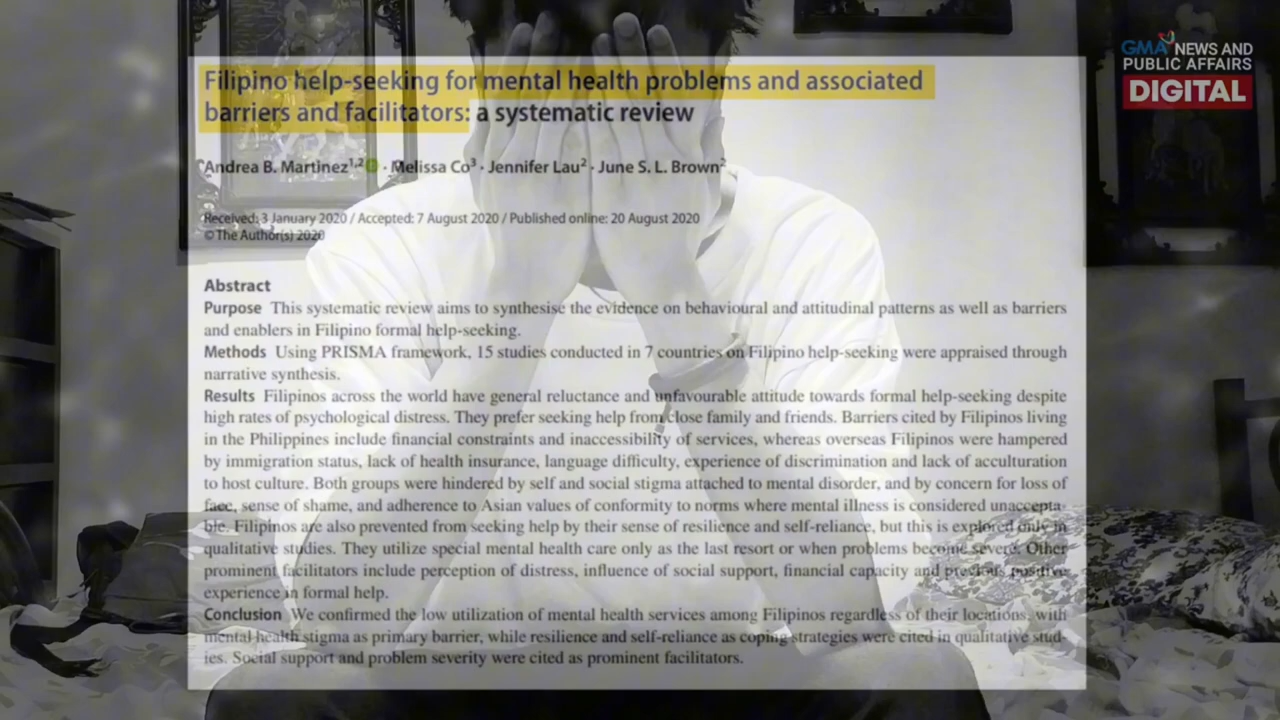 GMA NEWS AND
PUBLIC AFFAIRS
DIGITAL
Filipino help-seeking for mental health problems and associated
barriers and facilitators: a systematic review
Andrea B. Martinez1,2 · Melissa Co3 · Jennifer Lau2 · June S. L. Brown2
Received: 3 January 2020 / Accepted: 7 August 2020 / Published online: 20 August 2020
© The Author(s) 2020
Abstract
Purpose This systematic review aims to synthesise the evidence on behavioural and attitudinal patterns as well as barriers
and enablers in Filipino formal help-seeking.
Methods Using PRISMA framework, 15 studies conducted in 7 countries on Filipino help-seeking were appraised through
narrative synthesis.
Results Filipinos across the world have general reluctance and unfavourable attitude towards formal help-seeking despite
high rates of psychological distress. They prefer seeking help from close family and friends. Barriers cited by Filipinos living
in the Philippines include financial constraints and inaccessibility of services, whereas overseas Filipinos were hampered
by immigration status, lack of health insurance, language difficulty, experience of discrimination and lack of acculturation
to host culture. Both groups were hindered by self and social stigma attached to mental disorder, and by concern for loss of
face, sense of shame, and adherence to Asian values of conformity to norms where mental illness is considered unaccepta-
ble. Filipinos are also prevented from seeking help by their sense of resilience and self-reliance, but this is explored only in
qualitative studies. They utilize special mental health care only as the last resort or when problems become severe. Other
prominent facilitators include perception of distress, influence of social support, financial capacity and previous positive
experience in formal help.
Conclusion We confirmed the low utilization of mental health services among Filipinos regardless of their locations, with
mental health stigma as primary barrier, while resilience and self-reliance as coping strategies were cited in qualitative stud-
ies. Social support and problem severity were cited as prominent facilitators.